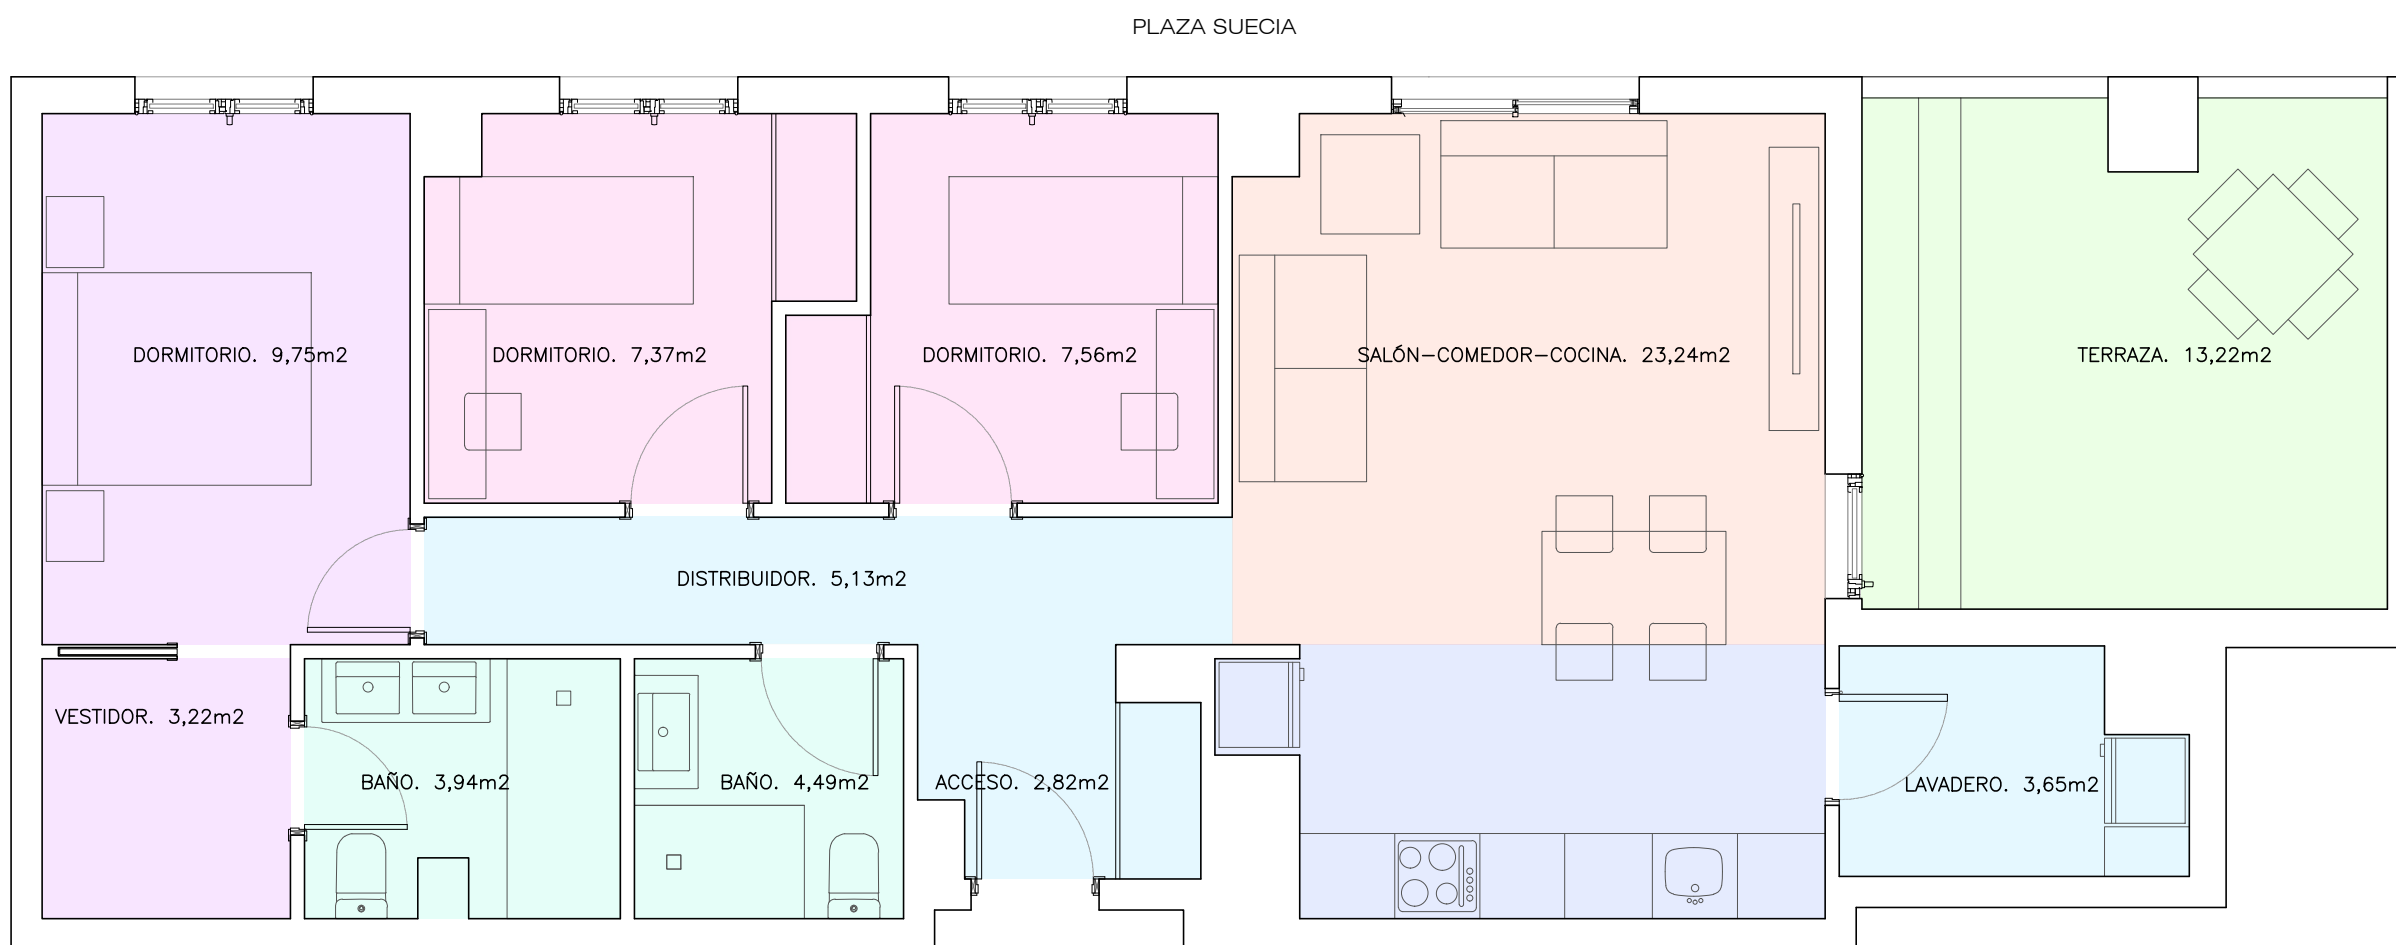 PLAZA SUECIA
DORMITORIO. 9,75m2
DORMITORIO. 7,37m2
DORMITORIO. 7,56m2
SALÓN-COMEDOR-COCINA. 23,24m2
TERRAZA. 13,22m2
DISTRIBUIDOR. 5,13m2
VESTIDOR. 3,22m2
BAÑO. 3,94m2
BAÑO. 4,49m2
ACCESO. 2,82m2
LAVADERO. 3,65m2